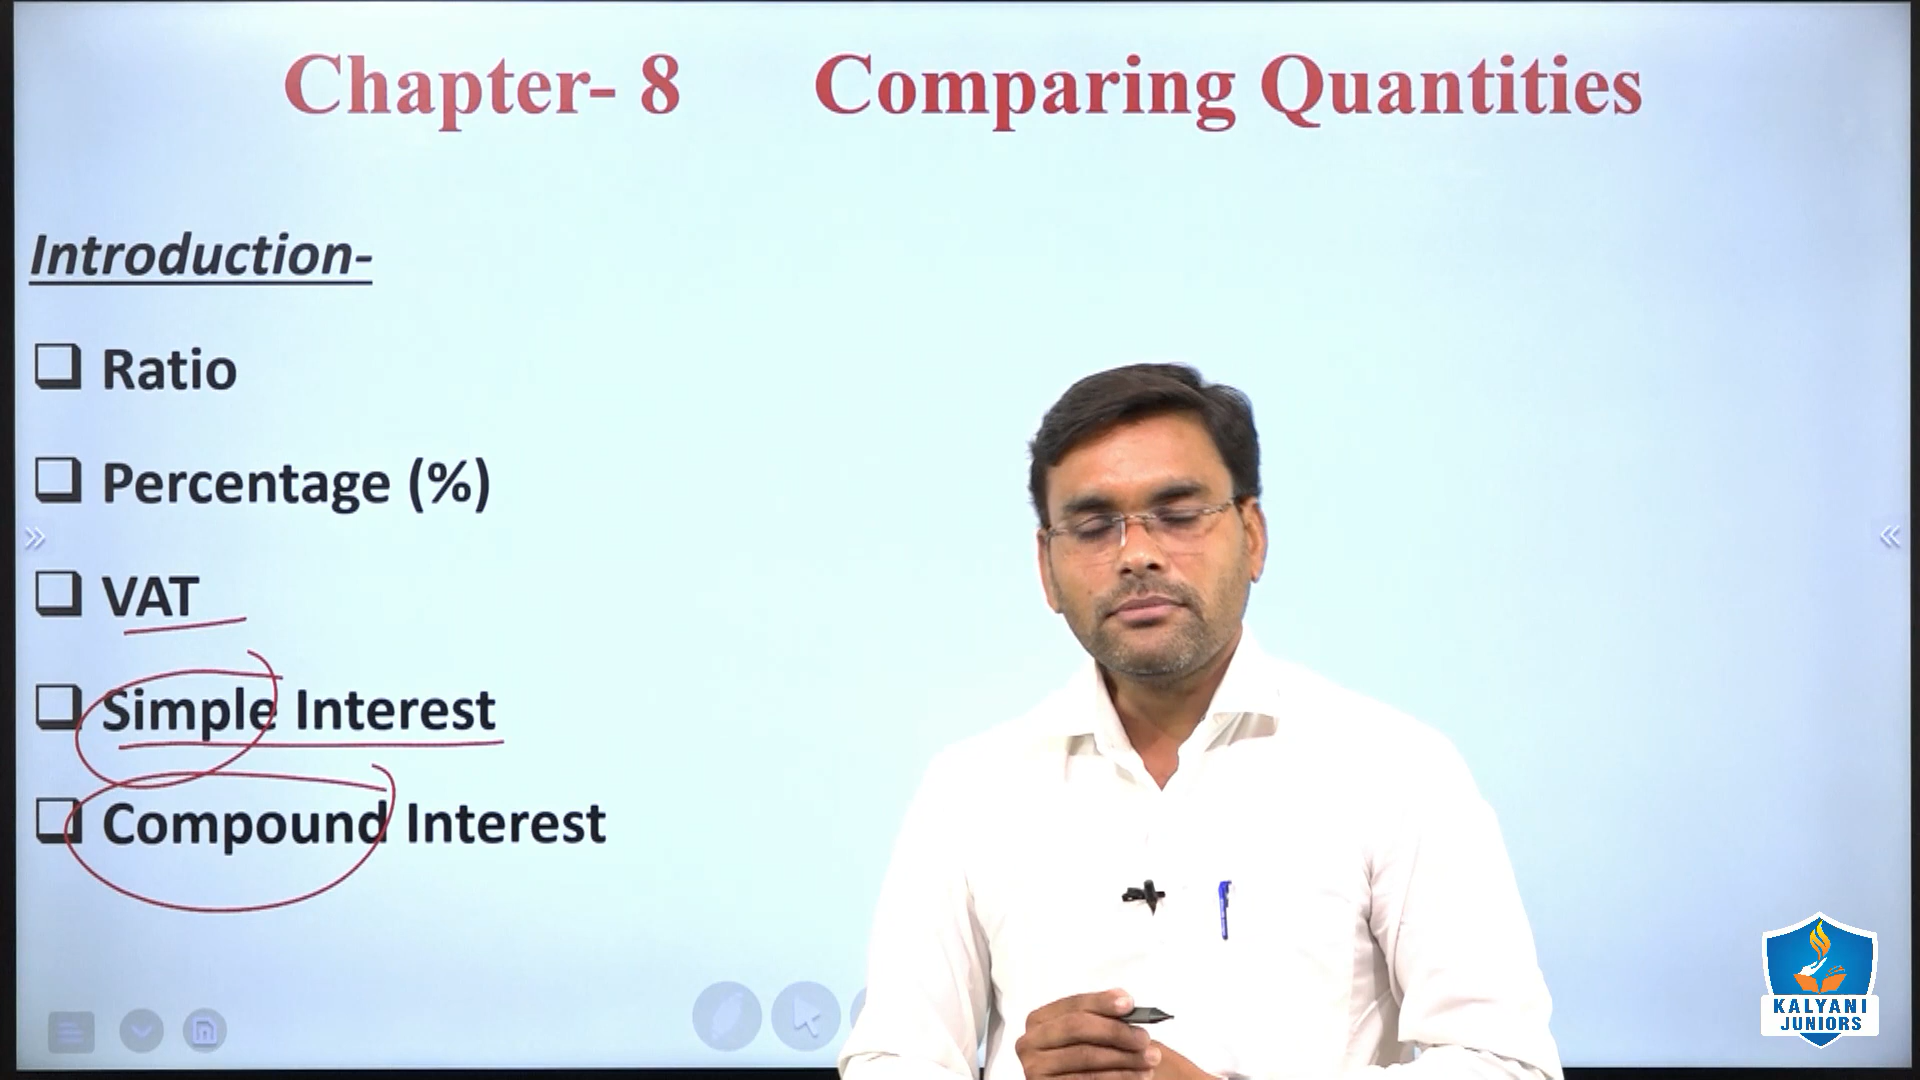 Chapter- 8 Comparing Quantities
Introduction-
Ratio
Percentage (%)
VAT
Simple Interest
Compound Interest
KALYANI
JUNIORS